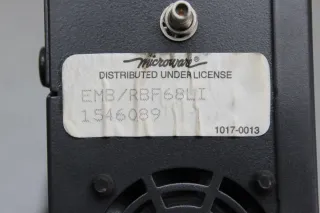 microware
DISTRIBUTED UNDER LICENSE
EMB/RBF68LI
1546089
1017-0013